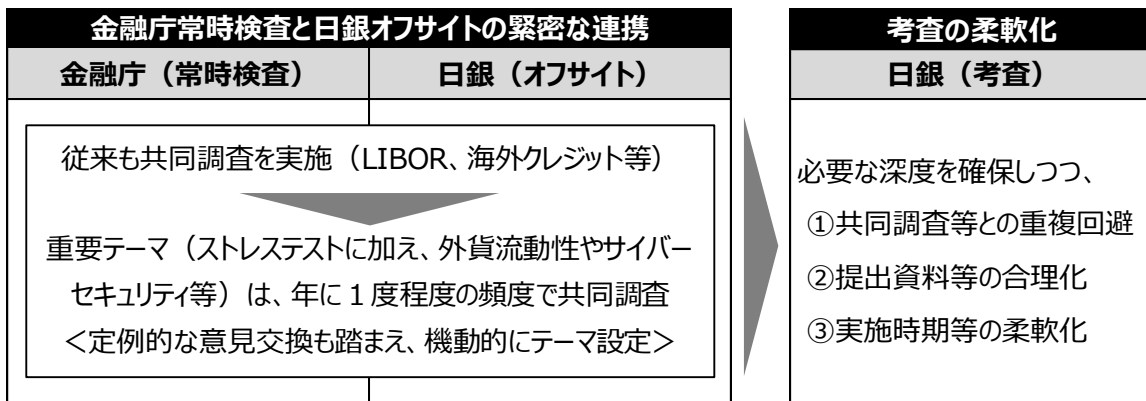 金融庁常時検査と日銀オフサイトの緊密な連携
金融庁（常時検査）
日銀（オフサイト）
従来も共同調査を実施（LIBOR、海外クレジット等）
重要テーマ（ストレステストに加え、外貨流動性やサイバー
セキュリティ等）は、年に１度程度の頻度で共同調査
＜定例的な意見交換も踏まえ、機動的にテーマ設定＞
考査の柔軟化
日銀（考査）
必要な深度を確保しつつ、
①共同調査等との重複回避
②提出資料等の合理化
③実施時期等の柔軟化